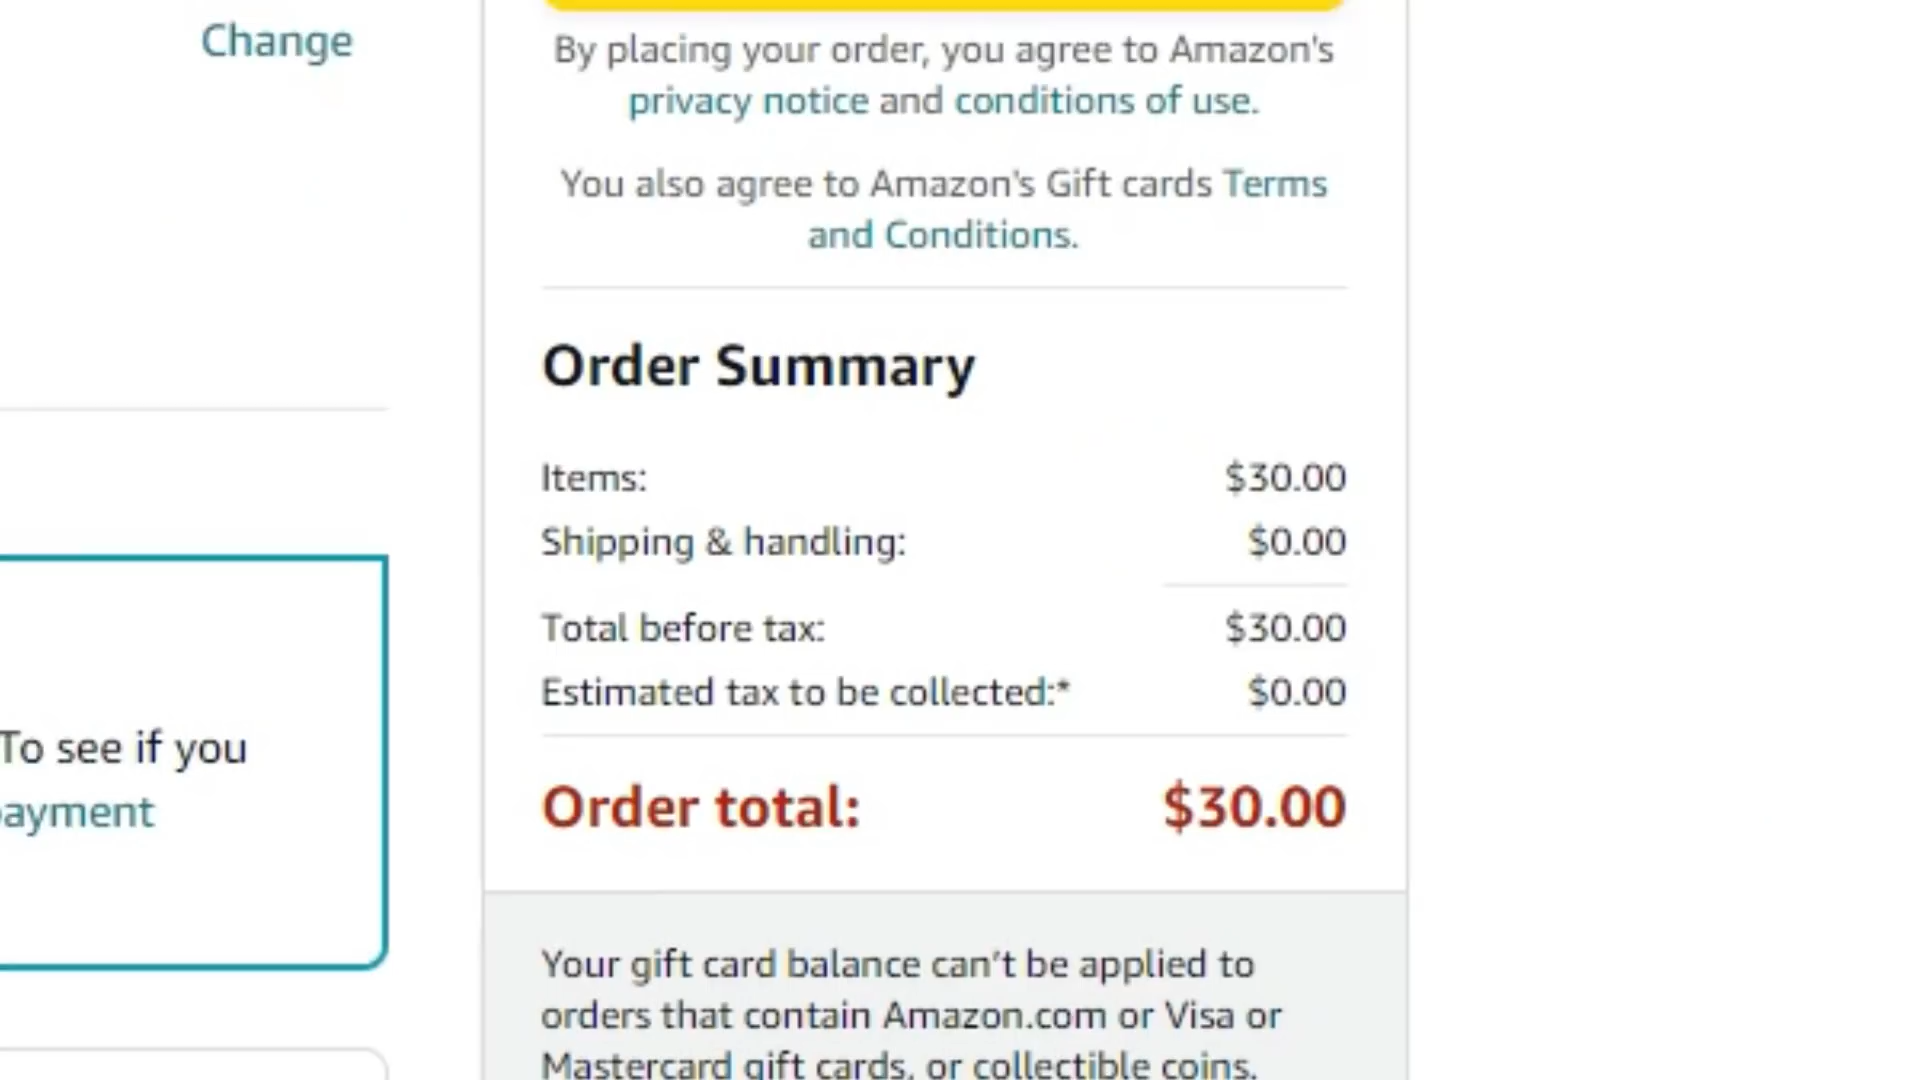 Change
By placing your order, you agree to Amazon's
privacy notice and conditions of use.
You also agree to Amazon's Gift cards Terms
and Conditions.
Order Summary
Items: $30.00
Shipping & handling: $0.00
Total before tax: $30.00
Estimated tax to be collected:* $0.00
To see if you
payment
Order total: $30.00
Your gift card balance can't be applied to
orders that contain Amazon.com or Visa or
Mastercard gift cards, or collectible coins.